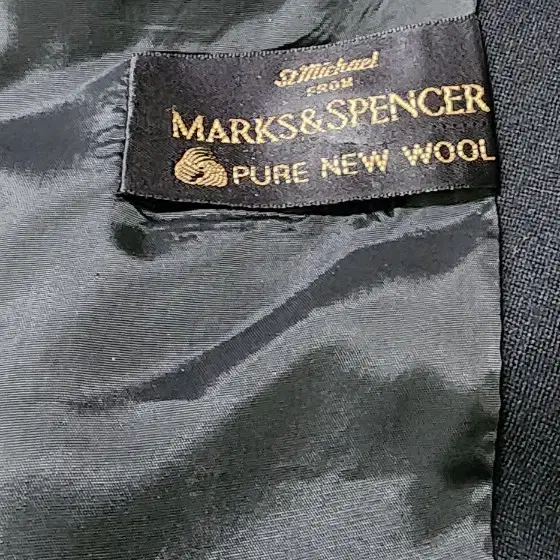 St Michael
FROM
MARKS&SPENCER
PURE NEW WOOL